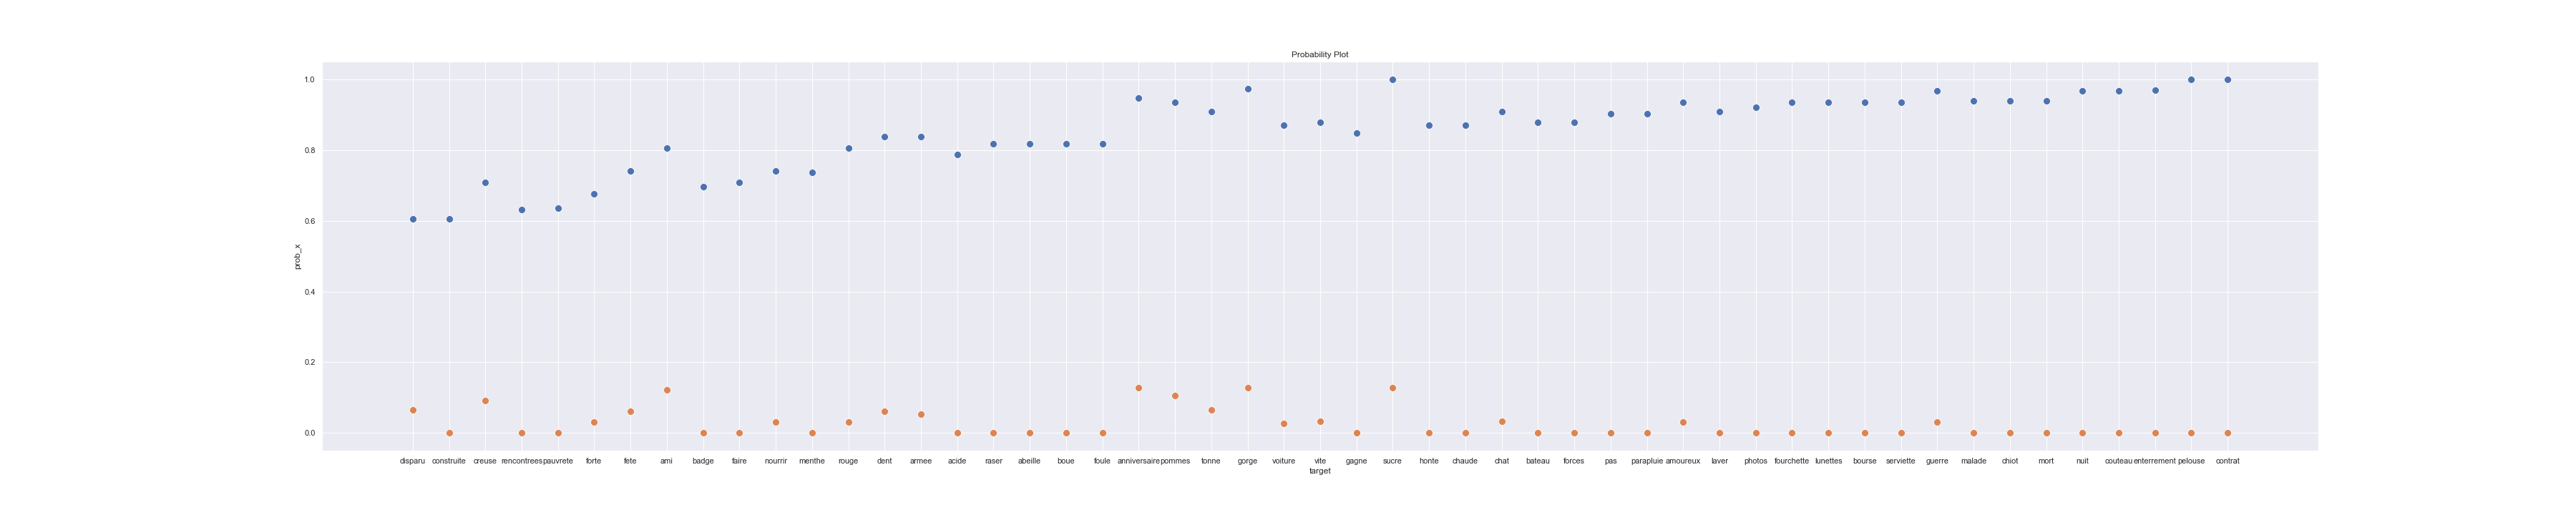 Probability Plot
1.0
0.8
0.6
0.4
0.2
0.0
prob_x
disparu construite creuse rencontrees pauvrete forte fete ami badge faire nourrir menthe rouge dent armee acide raser abeille boue foule anniversaire pommes tonne gorge voiture vite gagne sucre honte chaude chat bateau forces pas parapluie amoureux laver photos fourchette lunettes bourse serviette guerre malade chiot mort nuit couteau enterrement pelouse contrat
target